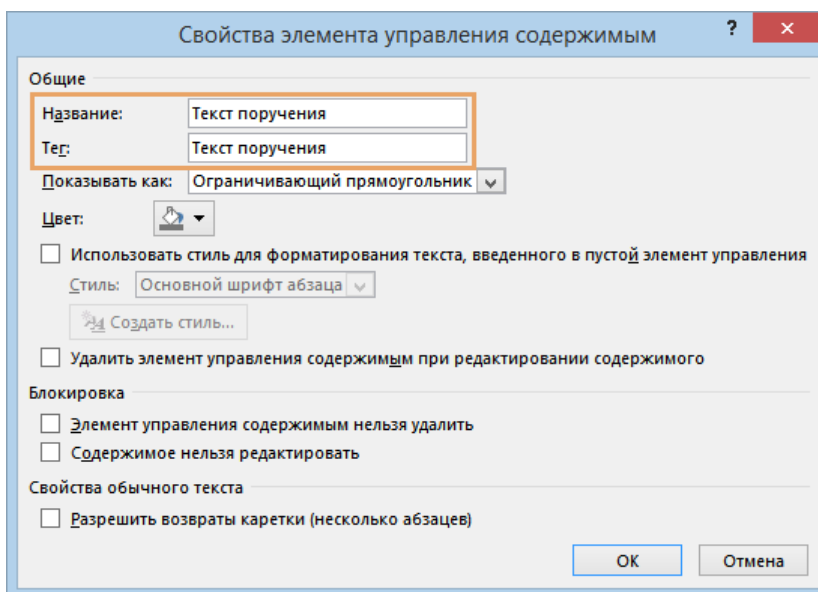 Свойства элемента управления содержимым ? ×
Общие
Название: Текст поручения
Тег: Текст поручения
Показывать как: Ограничивающий прямоугольник
Цвет:
Использовать стиль для форматирования текста, введенного в пустой элемент управления
Стиль: Основной шрифт абзаца
Создать стиль...
Удалить элемент управления содержимым при редактировании содержимого
Блокировка
Элемент управления содержимым нельзя удалить
Содержимое нельзя редактировать
Свойства обычного текста
Разрешить возвраты каретки (несколько абзацев)
ОК Отмена